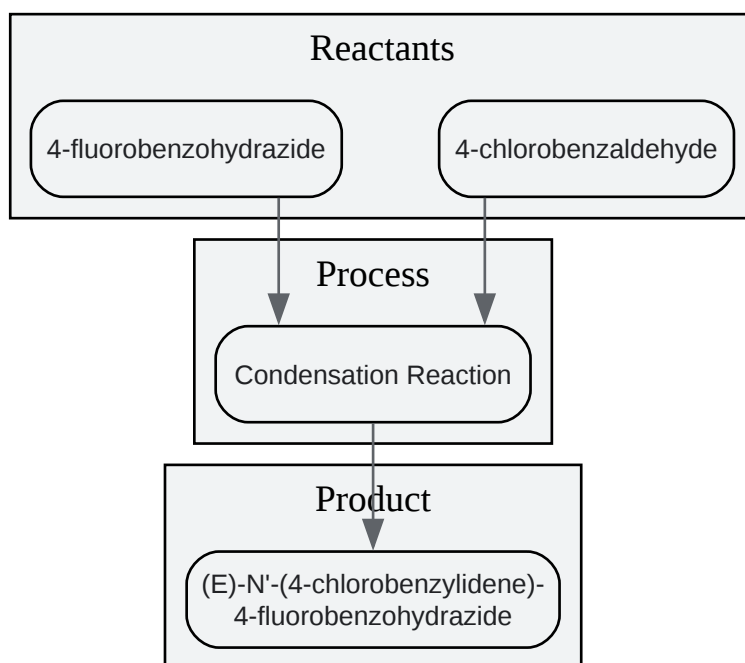 Reactants
4-fluorobenzohydrazide
4-chlorobenzaldehyde
Process
Condensation Reaction
Product
(E)-N'-(4-chlorobenzylidene)-
4-fluorobenzohydrazide